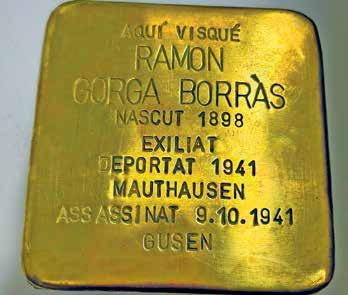 AQUÍ VISQUÉ
RAMON
GORGA BORRÀS
NASCUT 1898
EXILIAT
DEPORTAT 1941
MAUTHAUSEN
ASSASSINAT 9.10.1941
GUSEN